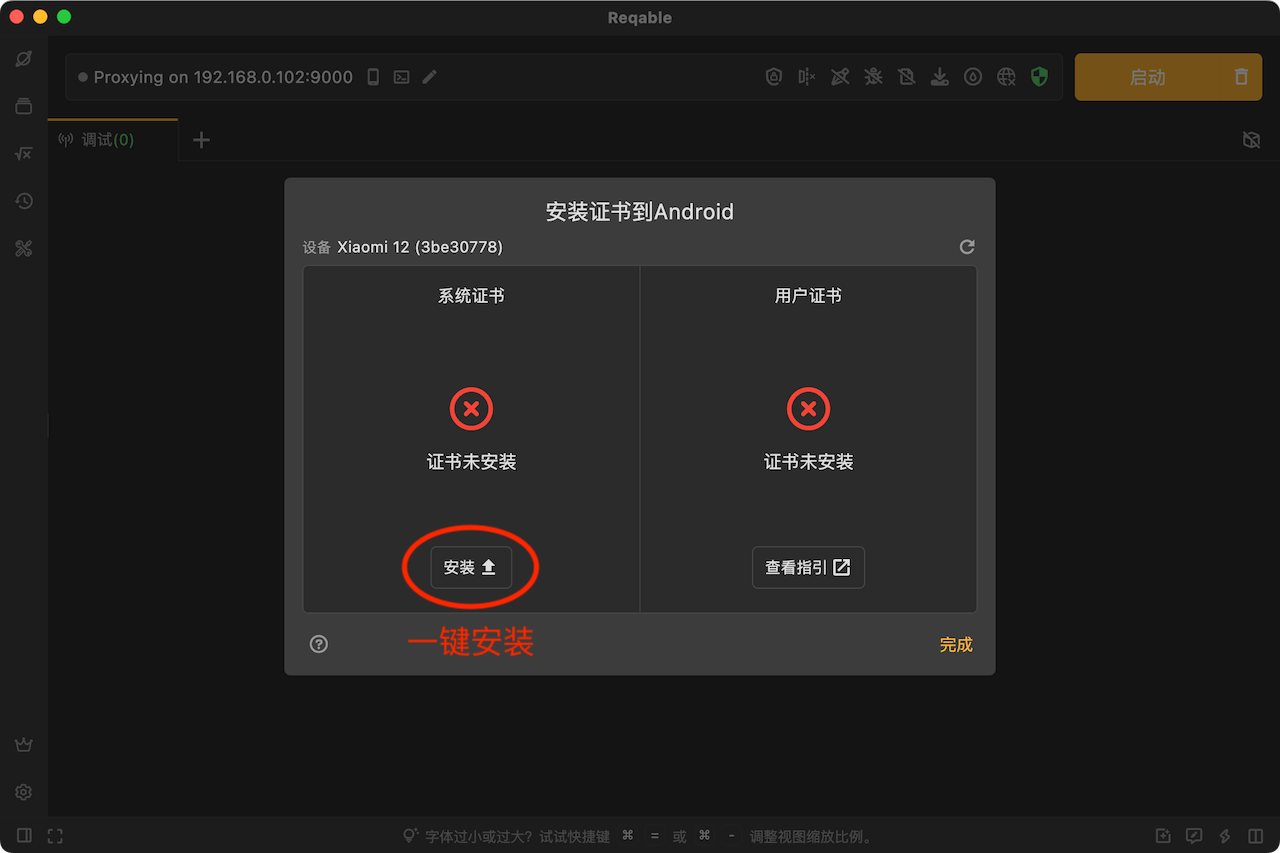 Reqable
Proxying on 192.168.0.102:9000
启动
调试(0)
安装证书到Android
设备 Xiaomi 12 (3be30778)
系统证书
用户证书
证书未安装
证书未安装
安装
查看指引
一键安装
完成
字体过小或过大？试试快捷键 ⌘ = 或 ⌘ - 调整视图缩放比例。